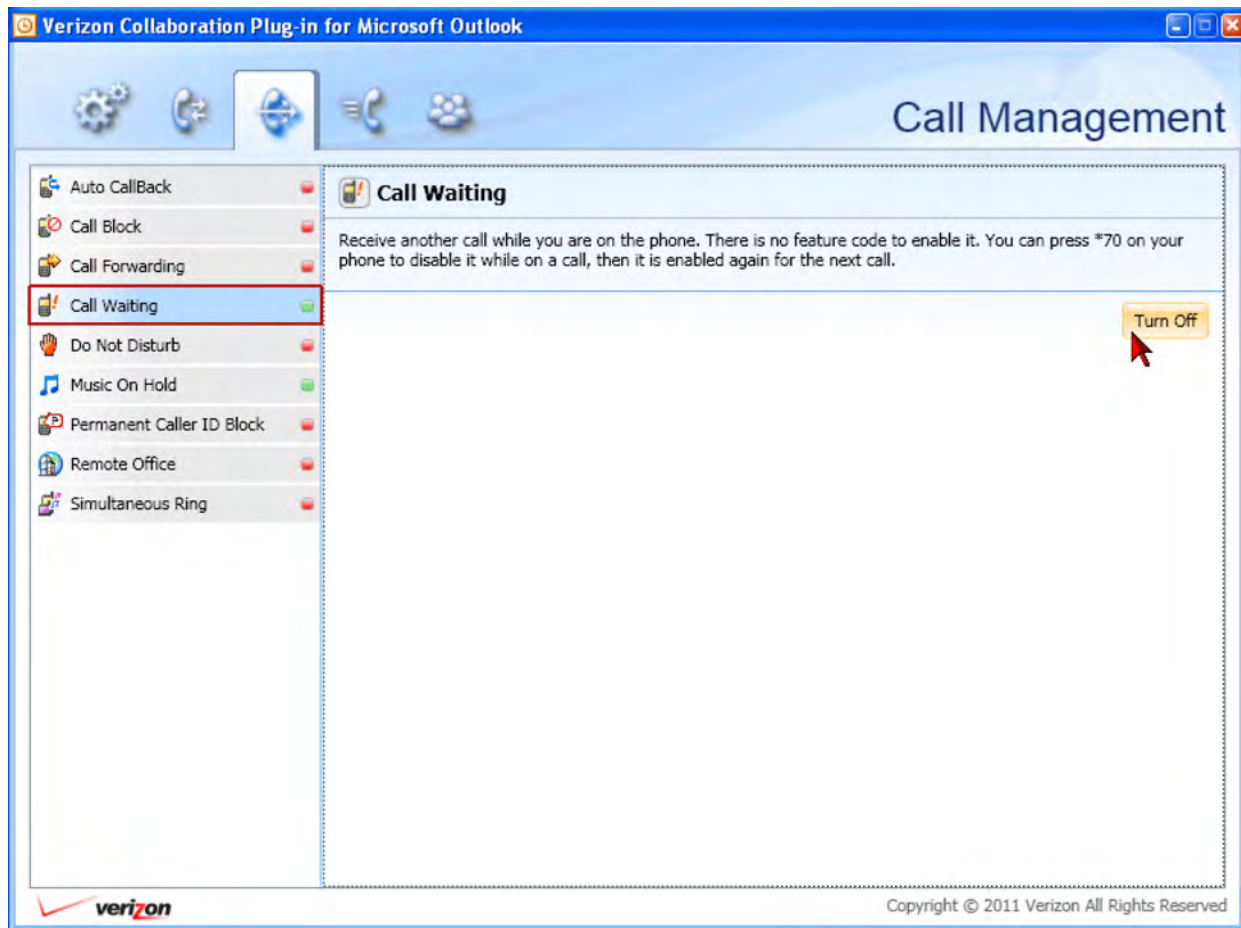 Verizon Collaboration Plug-in for Microsoft Outlook
Call Management
Auto CallBack
Call Block
Call Forwarding
Call Waiting
Do Not Disturb
Music On Hold
Permanent Caller ID Block
Remote Office
Simultaneous Ring
Call Waiting
Receive another call while you are on the phone. There is no feature code to enable it. You can press *70 on your
phone to disable it while on a call, then it is enabled again for the next call.
Turn Off
verizon
Copyright © 2011 Verizon All Rights Reserved